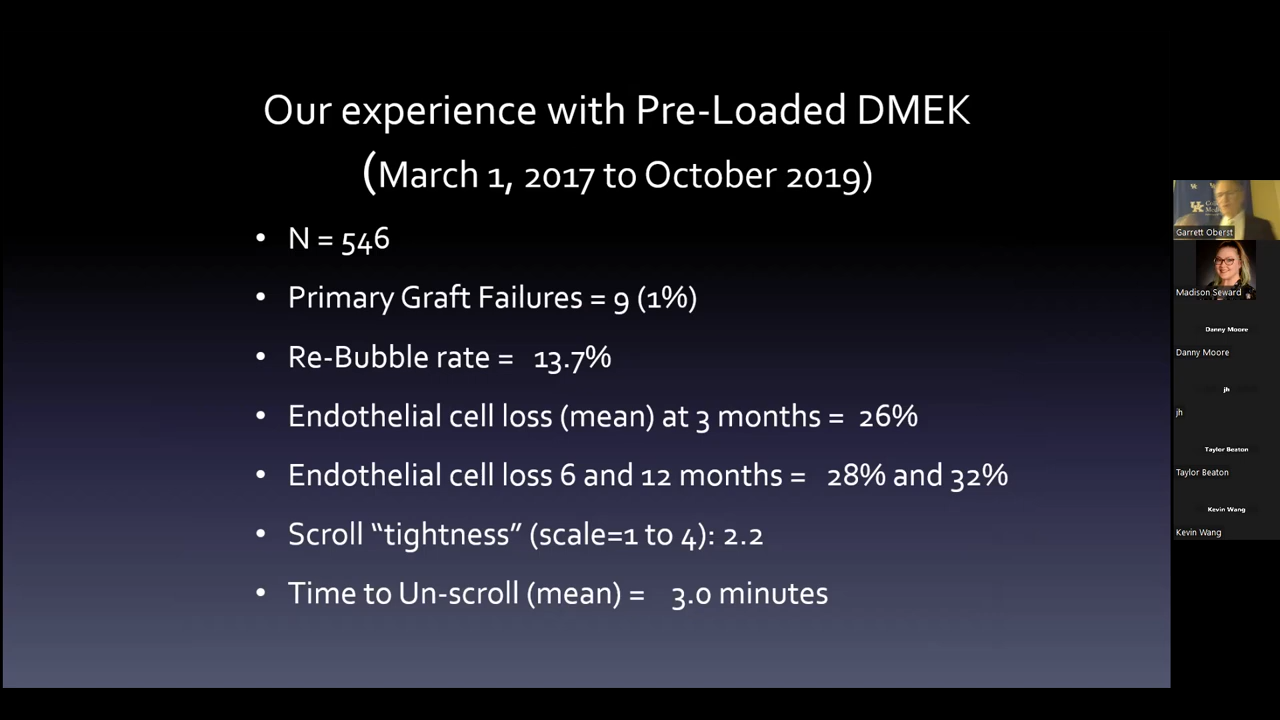 Our experience with Pre-Loaded DMEK
(March 1, 2017 to October 2019)
• N = 546
• Primary Graft Failures = 9 (1%)
• Re-Bubble rate = 13.7%
• Endothelial cell loss (mean) at 3 months = 26%
• Endothelial cell loss 6 and 12 months = 28% and 32%
• Scroll “tightness” (scale=1 to 4): 2.2
• Time to Un-scroll (mean) = 3.0 minutes
UK
Garrett Oberst
Madison Seward
Danny Moore
Danny Moore
jh
jh
Taylor Beaton
Taylor Beaton
Kevin Wang
Kevin Wang